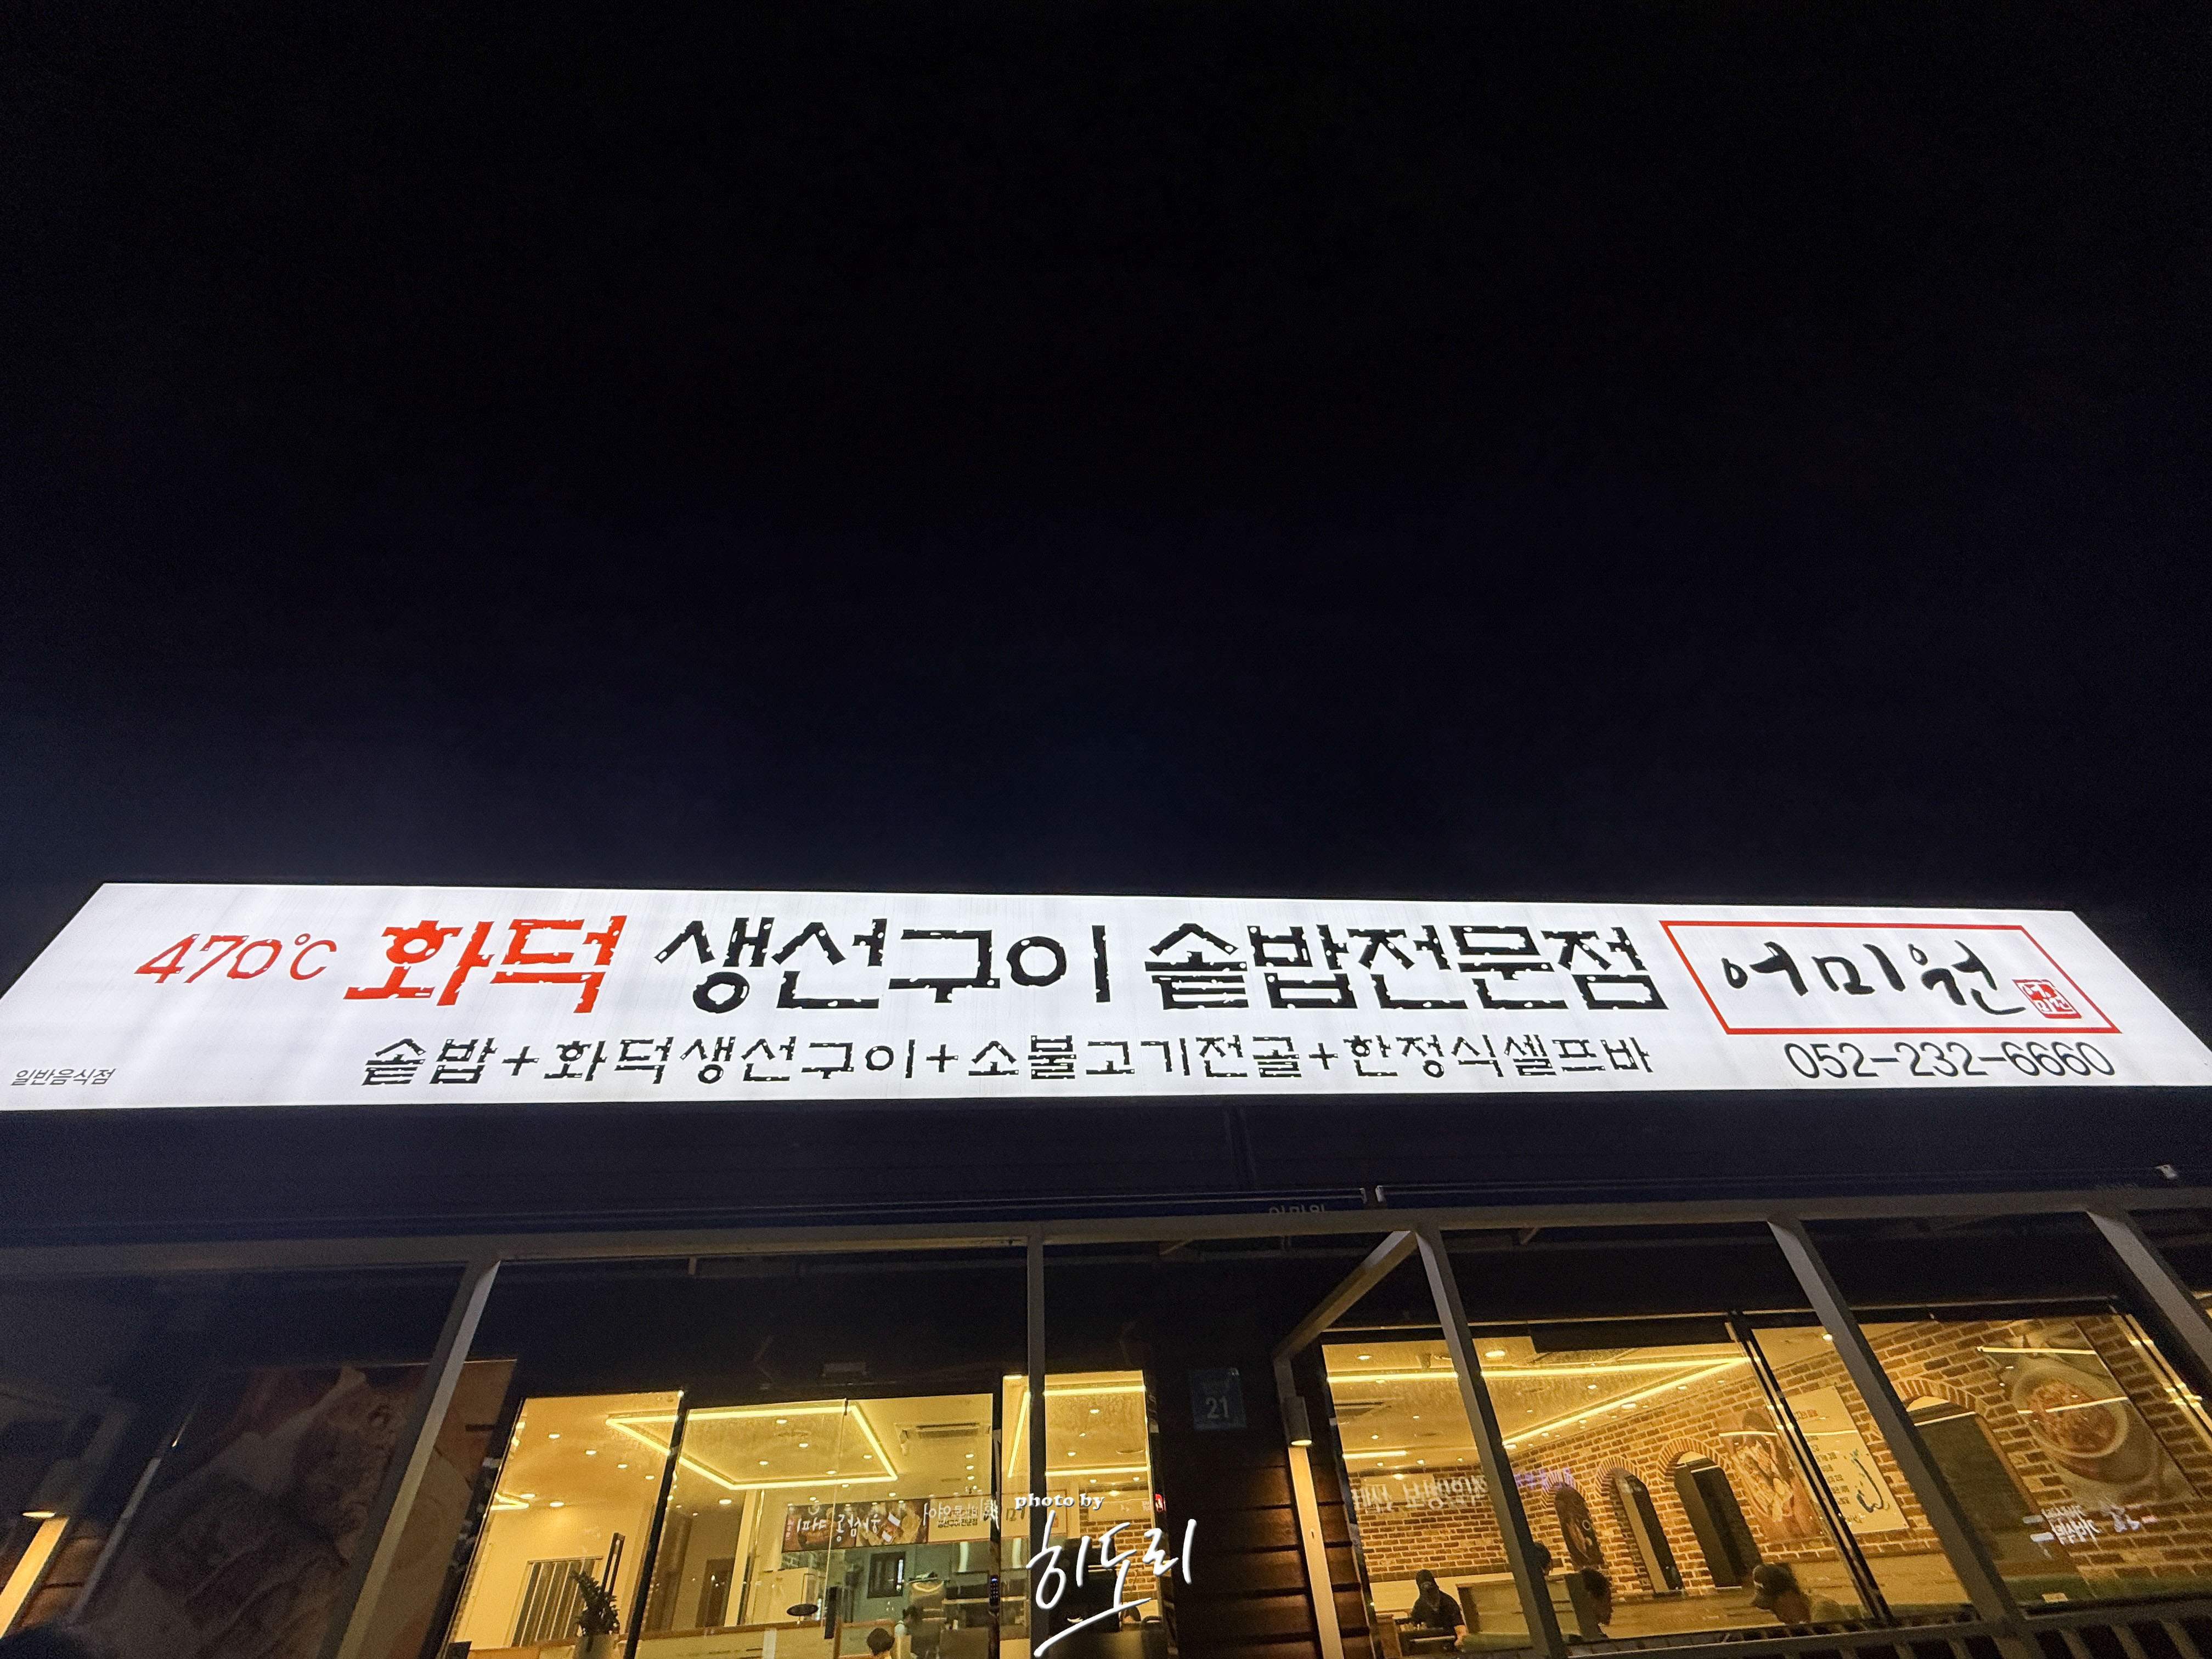 470℃ 화덕 생선구이 솥밥전문점 어미원
솥밥+화덕생선구이+소불고기전골+한정식셀프바
052-232-6660
일반음식점
21
photo by
히도리